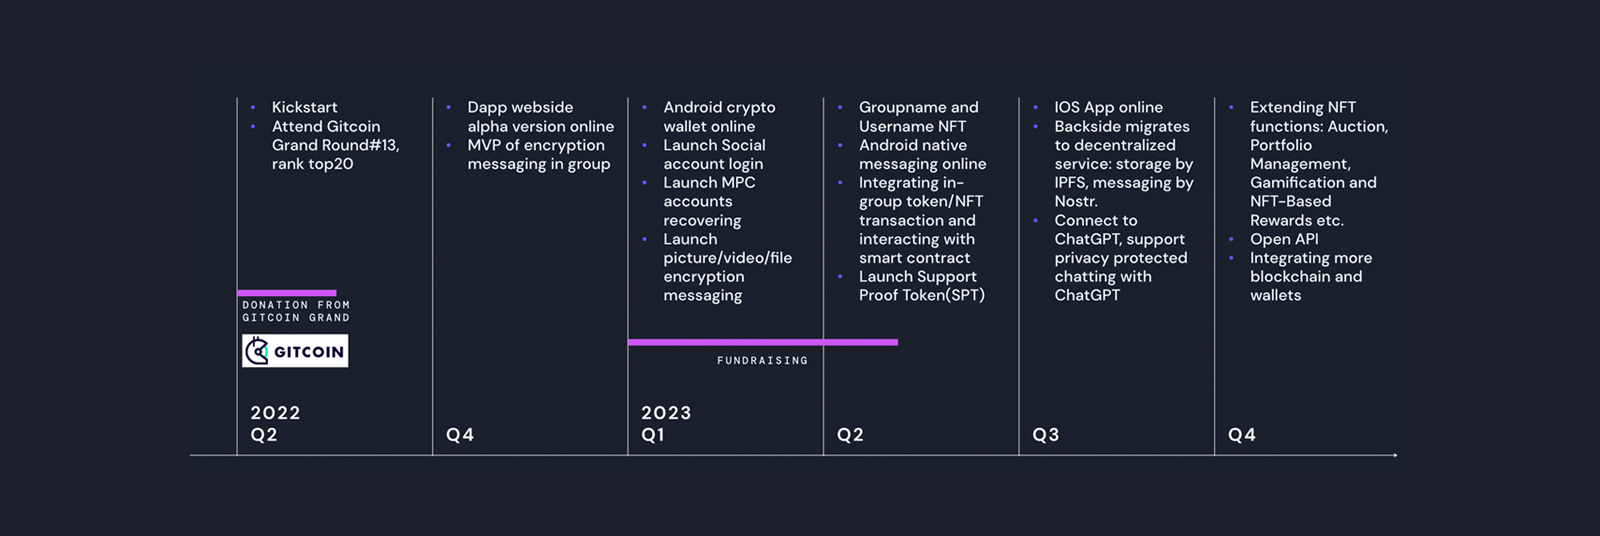 Kickstart
Attend Gitcoin
Grand Round#13,
rank top20
DONATION FROM
GITCOIN GRAND
GITCOIN
2022
Q2
Dapp webside
alpha version online
MVP of encryption
messaging in group
Q4
Android crypto
wallet online
Launch Social
account login
Launch MPC
accounts
recovering
Launch
picture/video/file
encryption
messaging
FUNDRAISING
2023
Q1
Groupname and
Username NFT
Android native
messaging online
Integrating in-
group token/NFT
transaction and
interacting with
smart contract
Launch Support
Proof Token(SPT)
Q2
IOS App online
Backside migrates
to decentralized
service: storage by
IPFS, messaging by
Nostr.
Connect to
ChatGPT, support
privacy protected
chatting with
ChatGPT
Q3
Extending NFT
functions: Auction,
Portfolio
Management,
Gamification and
NFT-Based
Rewards etc.
Open API
Integrating more
blockchain and
wallets
Q4